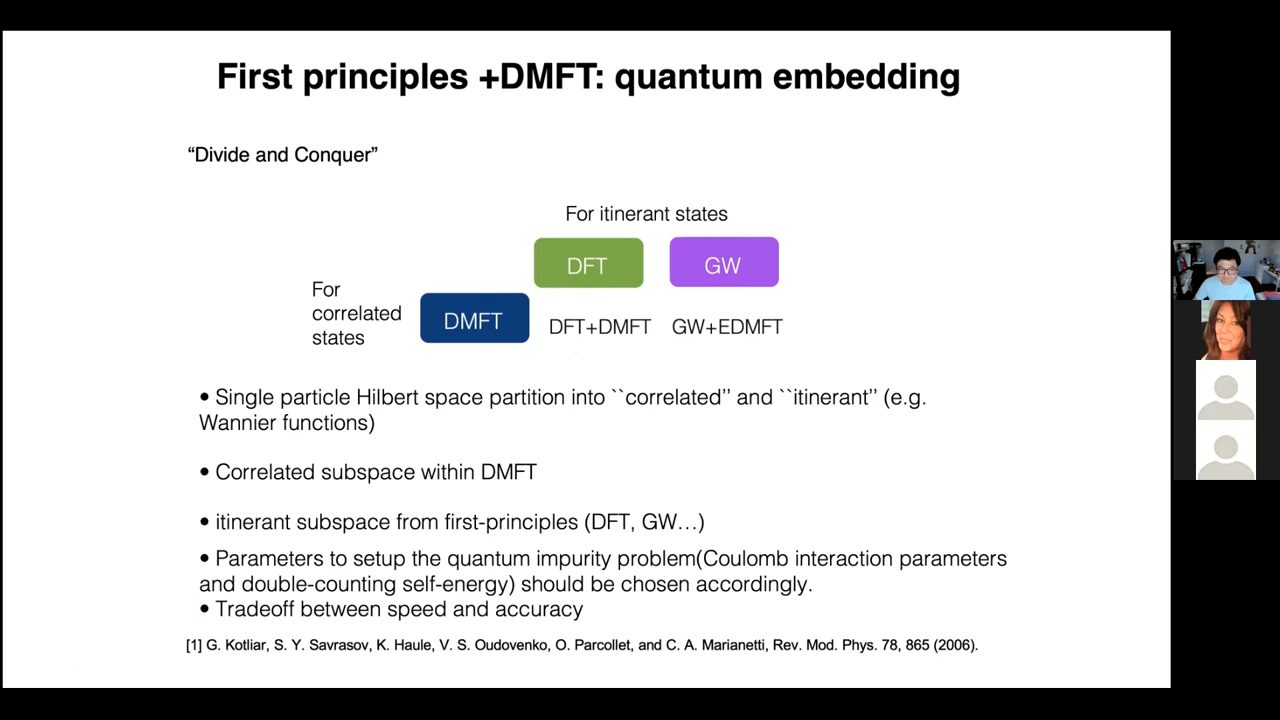 First principles +DMFT: quantum embedding
“Divide and Conquer”
For itinerant states
DFT
GW
For
correlated
states
DMFT
DFT+DMFT
GW+EDMFT
• Single particle Hilbert space partition into ``correlated’’ and ``itinerant’’ (e.g.
Wannier functions)
• Correlated subspace within DMFT
• itinerant subspace from first-principles (DFT, GW…)
• Parameters to setup the quantum impurity problem(Coulomb interaction parameters
and double-counting self-energy) should be chosen accordingly.
• Tradeoff between speed and accuracy
[1] G. Kotliar, S. Y. Savrasov, K. Haule, V. S. Oudovenko, O. Parcollet, and C. A. Marianetti, Rev. Mod. Phys. 78, 865 (2006).